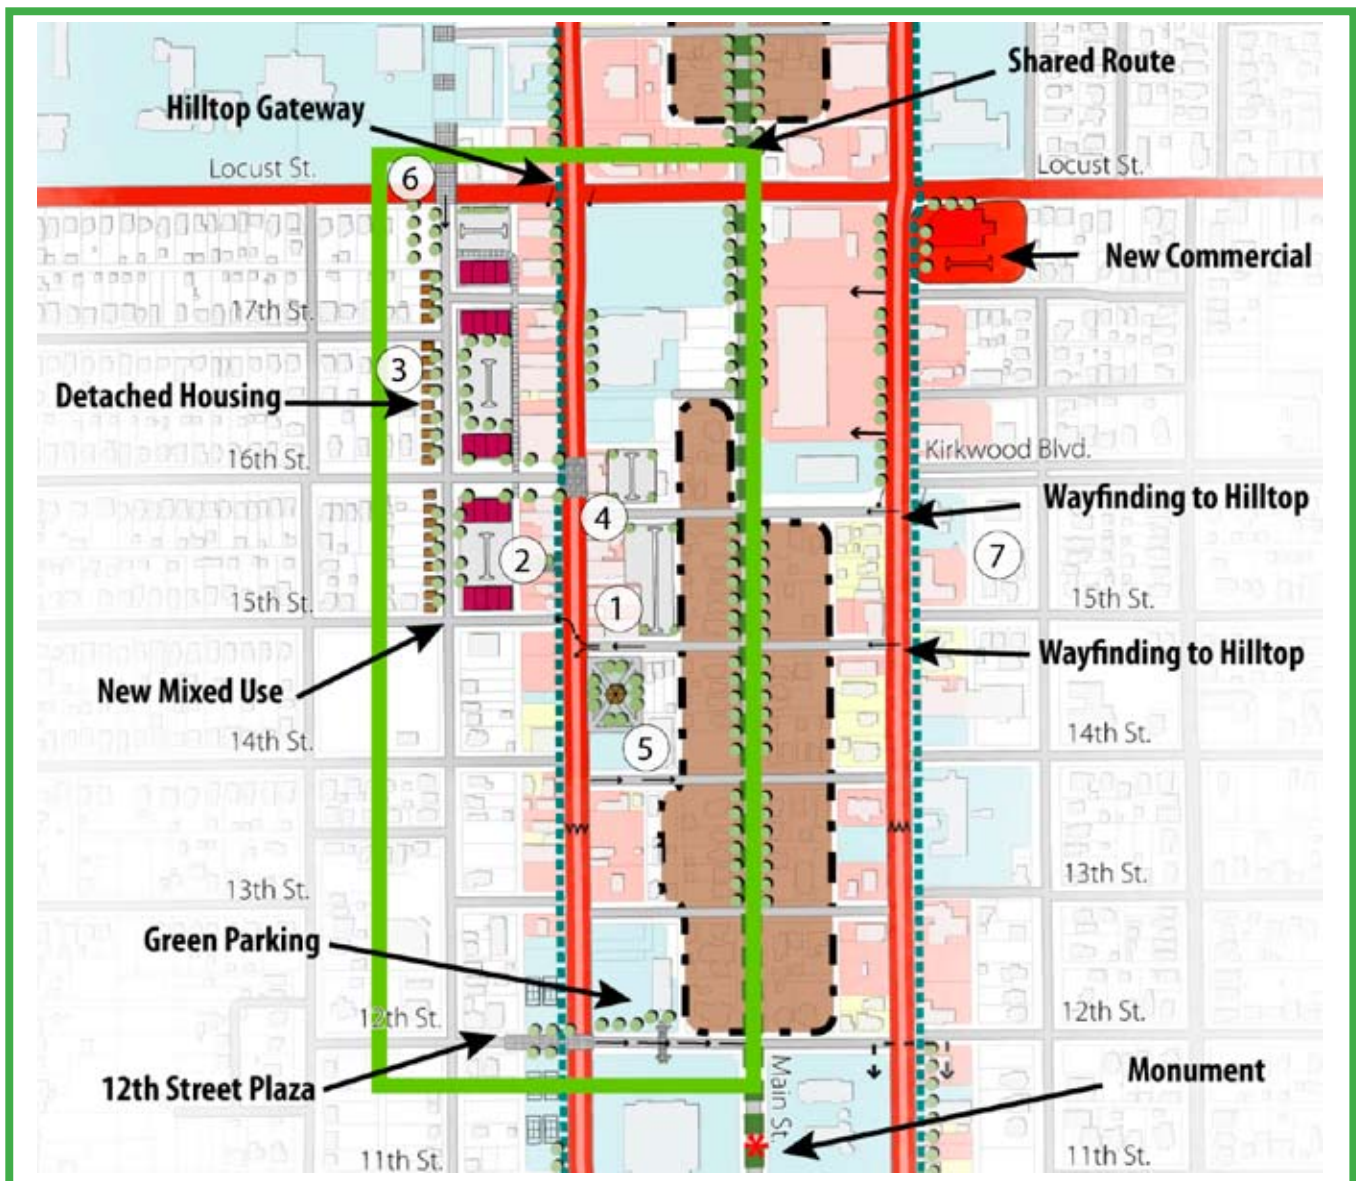 Shared Route
Hilltop Gateway
Locust St.
Locust St.
6
New Commercial
17th St.
3
Detached Housing
16th St.
Kirkwood Blvd.
Wayfinding to Hilltop
4
2
7
15th St.
1
15th St.
Wayfinding to Hilltop
New Mixed Use
14th St.
5
14th St.
13th St.
13th St.
Green Parking
12th St.
12th St.
12th Street Plaza
Main St.
Monument
11th St.
11th St.